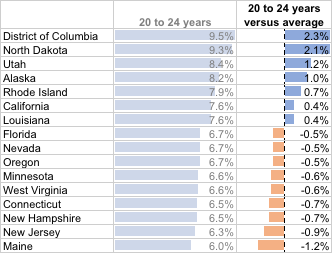 20 to 24 years
20 to 24 years versus average
District of Columbia 9.5% 2.3%
North Dakota 9.3% 2.1%
Utah 8.4% 1.2%
Alaska 8.2% 1.0%
Rhode Island 7.9% 0.7%
California 7.6% 0.4%
Louisiana 7.6% 0.4%
Florida 6.7% -0.5%
Nevada 6.7% -0.5%
Oregon 6.7% -0.5%
Minnesota 6.6% -0.6%
West Virginia 6.6% -0.6%
Connecticut 6.5% -0.7%
New Hampshire 6.5% -0.7%
New Jersey 6.3% -0.9%
Maine 6.0% -1.2%